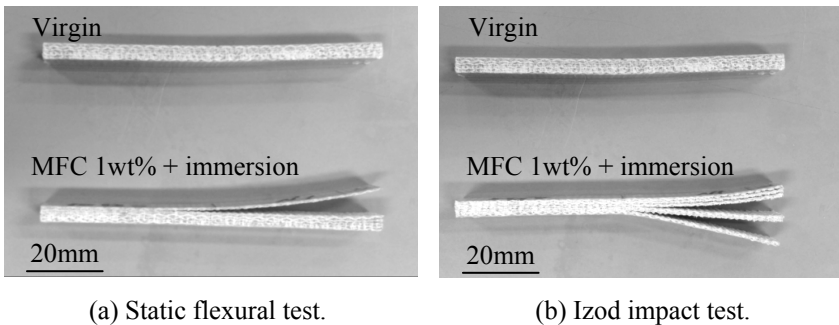 Virgin
MFC 1wt% + immersion
20mm
(a) Static flexural test.
Virgin
MFC 1wt% + immersion
20mm
(b) Izod impact test.